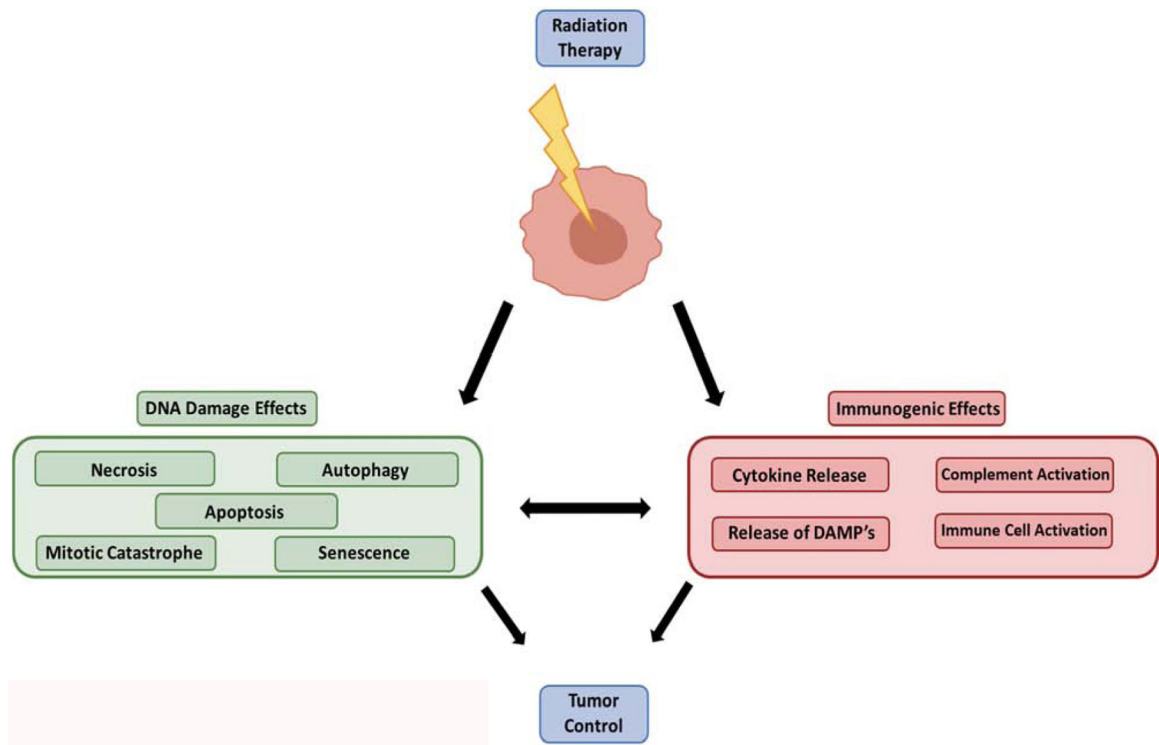 Radiation
Therapy
DNA Damage Effects
Necrosis
Autophagy
Apoptosis
Mitotic Catastrophe
Senescence
Immunogenic Effects
Cytokine Release
Complement Activation
Release of DAMP's
Immune Cell Activation
Tumor
Control